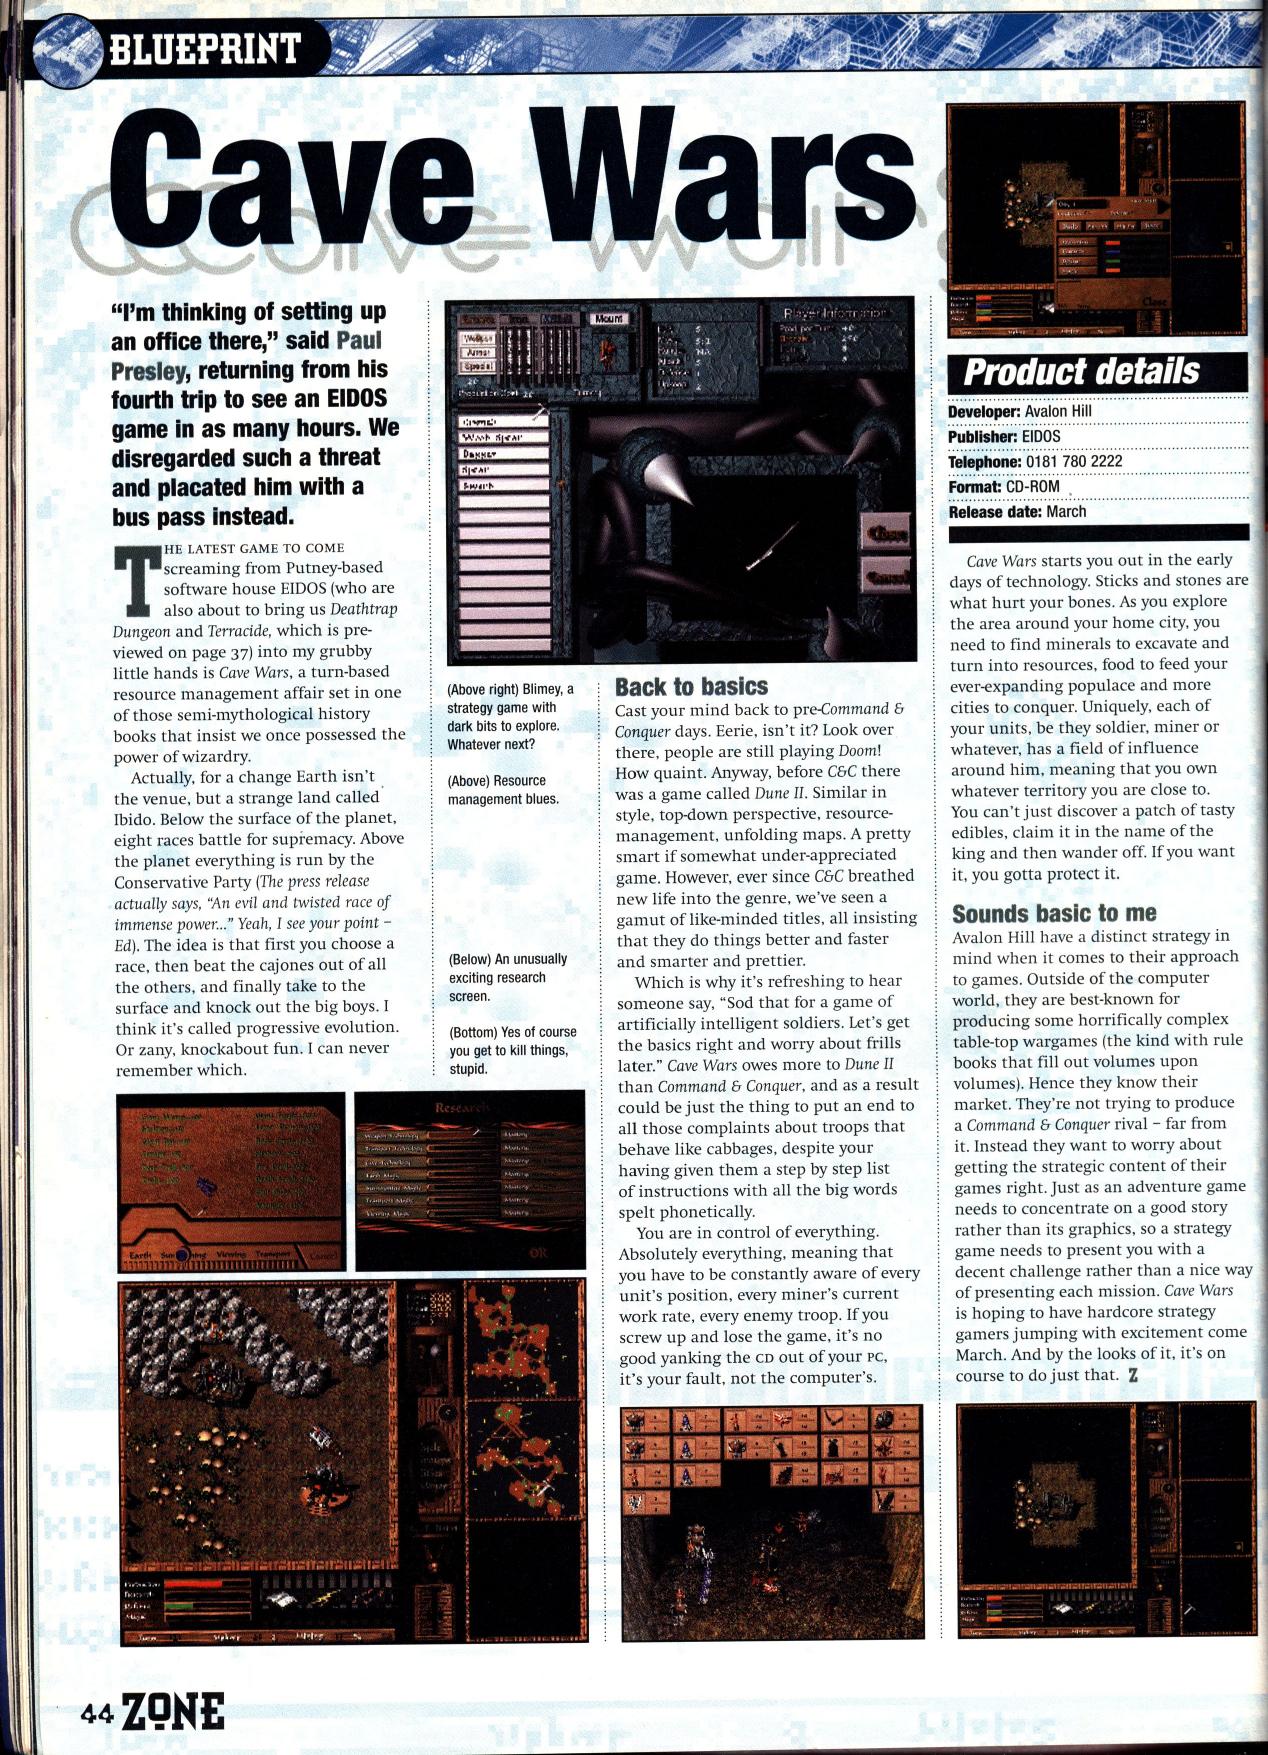 BLUEPRINT
Cave Wars
“I’m thinking of setting up
an office there,” said Paul
Presley, returning from his
fourth trip to see an EIDOS
game in as many hours. We
disregarded such a threat
and placated him with a
bus pass instead.
THE LATEST GAME TO COME
screaming from Putney-based
software house EIDOS (who are
also about to bring us Deathtrap
Dungeon and Terracide, which is pre-
viewed on page 37) into my grubby
little hands is Cave Wars, a turn-based
resource management affair set in one
of those semi-mythological history
books that insist we once possessed the
power of wizardry.
Actually, for a change Earth isn’t
the venue, but a strange land called
Ibido. Below the surface of the planet,
eight races battle for supremacy. Above
the planet everything is run by the
Conservative Party (The press release
actually says, “An evil and twisted race of
immense power...” Yeah, I see your point –
Ed). The idea is that first you choose a
race, then beat the cajones out of all
the others, and finally take to the
surface and knock out the big boys. I
think it’s called progressive evolution.
Or zany, knockabout fun. I can never
remember which.
Mount
Player Information
Weapon
Armor
Special
Dagger
Spear
Close
Cancel
(Above right) Blimey, a
strategy game with
dark bits to explore.
Whatever next?
(Above) Resource
management blues.
(Below) An unusually
exciting research
screen.
(Bottom) Yes of course
you get to kill things,
stupid.
Research
Earth
Viewing
Transport
Cancel
OK
Back to basics
Cast your mind back to pre-Command &
Conquer days. Eerie, isn’t it? Look over
there, people are still playing Doom!
How quaint. Anyway, before C&C there
was a game called Dune II. Similar in
style, top-down perspective, resource-
management, unfolding maps. A pretty
smart if somewhat under-appreciated
game. However, ever since C&C breathed
new life into the genre, we’ve seen a
gamut of like-minded titles, all insisting
that they do things better and faster
and smarter and prettier.
Which is why it’s refreshing to hear
someone say, “Sod that for a game of
artificially intelligent soldiers. Let’s get
the basics right and worry about frills
later.” Cave Wars owes more to Dune II
than Command & Conquer, and as a result
could be just the thing to put an end to
all those complaints about troops that
behave like cabbages, despite your
having given them a step by step list
of instructions with all the big words
spelt phonetically.
You are in control of everything.
Absolutely everything, meaning that
you have to be constantly aware of every
unit’s position, every miner’s current
work rate, every enemy troop. If you
screw up and lose the game, it’s no
good yanking the CD out of your PC,
it’s your fault, not the computer’s.
Close
Product details
Developer: Avalon Hill
Publisher: EIDOS
Telephone: 0181 780 2222
Format: CD-ROM
Release date: March
Cave Wars starts you out in the early
days of technology. Sticks and stones are
what hurt your bones. As you explore
the area around your home city, you
need to find minerals to excavate and
turn into resources, food to feed your
ever-expanding populace and more
cities to conquer. Uniquely, each of
your units, be they soldier, miner or
whatever, has a field of influence
around him, meaning that you own
whatever territory you are close to.
You can’t just discover a patch of tasty
edibles, claim it in the name of the
king and then wander off. If you want
it, you gotta protect it.
Sounds basic to me
Avalon Hill have a distinct strategy in
mind when it comes to their approach
to games. Outside of the computer
world, they are best-known for
producing some horrifically complex
table-top wargames (the kind with rule
books that fill out volumes upon
volumes). Hence they know their
market. They’re not trying to produce
a Command & Conquer rival – far from
it. Instead they want to worry about
getting the strategic content of their
games right. Just as an adventure game
needs to concentrate on a good story
rather than its graphics, so a strategy
game needs to present you with a
decent challenge rather than a nice way
of presenting each mission. Cave Wars
is hoping to have hardcore strategy
gamers jumping with excitement come
March. And by the looks of it, it’s on
course to do just that. Z
44 ZONE